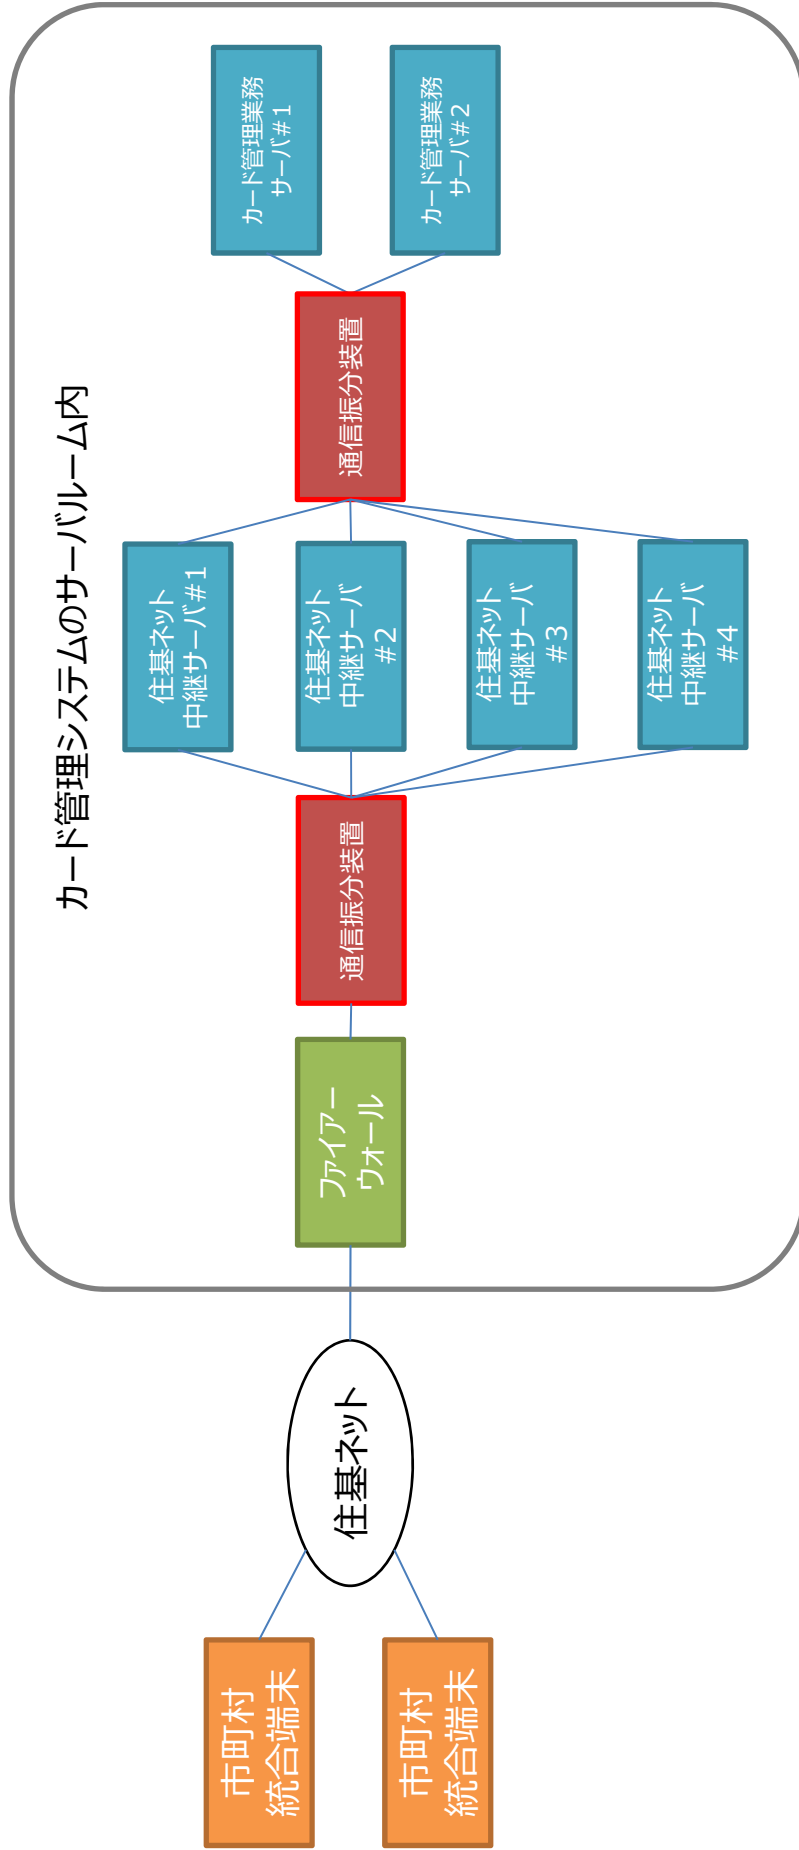 カード管理システムのサーバルーム内
市町村
統合端末
市町村
統合端末
住基ネット
ファイアー
ウォール
通信振分装置
住基ネット
中継サーバ#1
住基ネット
中継サーバ
#2
住基ネット
中継サーバ
#3
住基ネット
中継サーバ
#4
通信振分装置
カード管理業務
サーバ#1
カード管理業務
サーバ#2